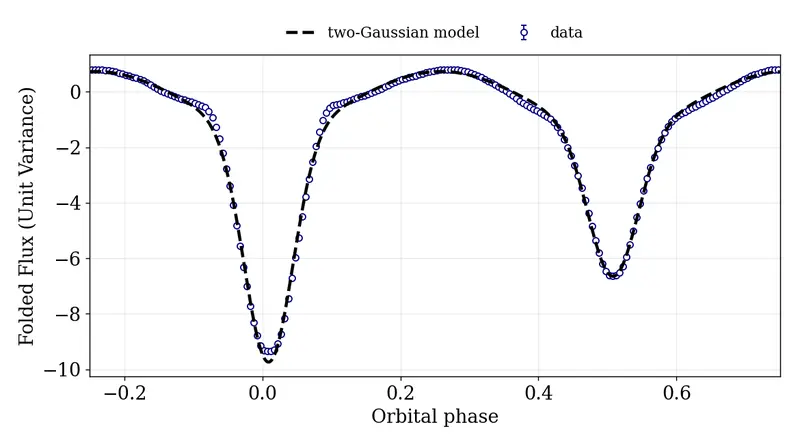 two-Gaussian model
data
Folded Flux (Unit Variance)
0
−2
−4
−6
−8
−10
−0.2
0.0
0.2
0.4
0.6
Orbital phase